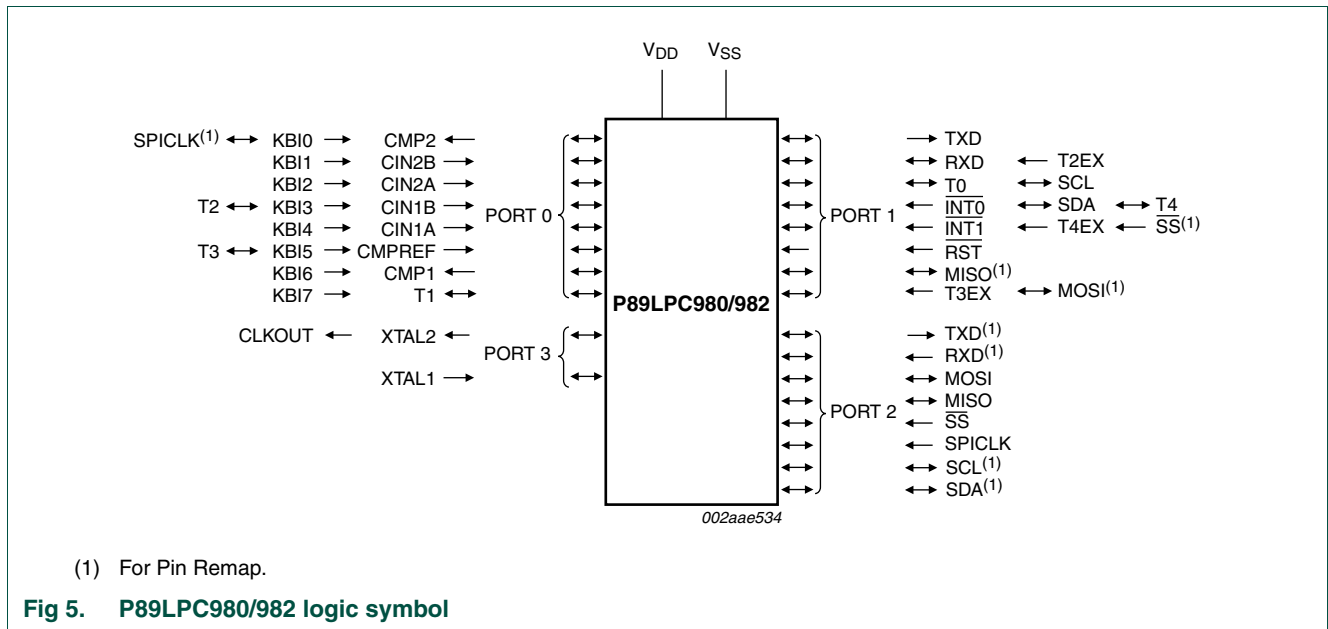 VDD VSS
SPICLK(1) KBI0 CMP2 TXD
KBI1 CIN2B RXD T2EX
KBI2 CIN2A T0 SCL
T2 KBI3 CIN1B PORT 0 PORT 1 INT0 SDA T4
KBI4 CIN1A INT1 T4EX SS(1)
T3 KBI5 CMPREF RST
KBI6 CMP1 MISO(1)
KBI7 T1 P89LPC980/982 T3EX MOSI(1)
CLKOUT XTAL2 PORT 3 TXD(1)
RXD(1)
XTAL1 MOSI
PORT 2 MISO
SS
SPICLK
SCL(1)
SDA(1)
002aae534
(1) For Pin Remap.
Fig 5. P89LPC980/982 logic symbol